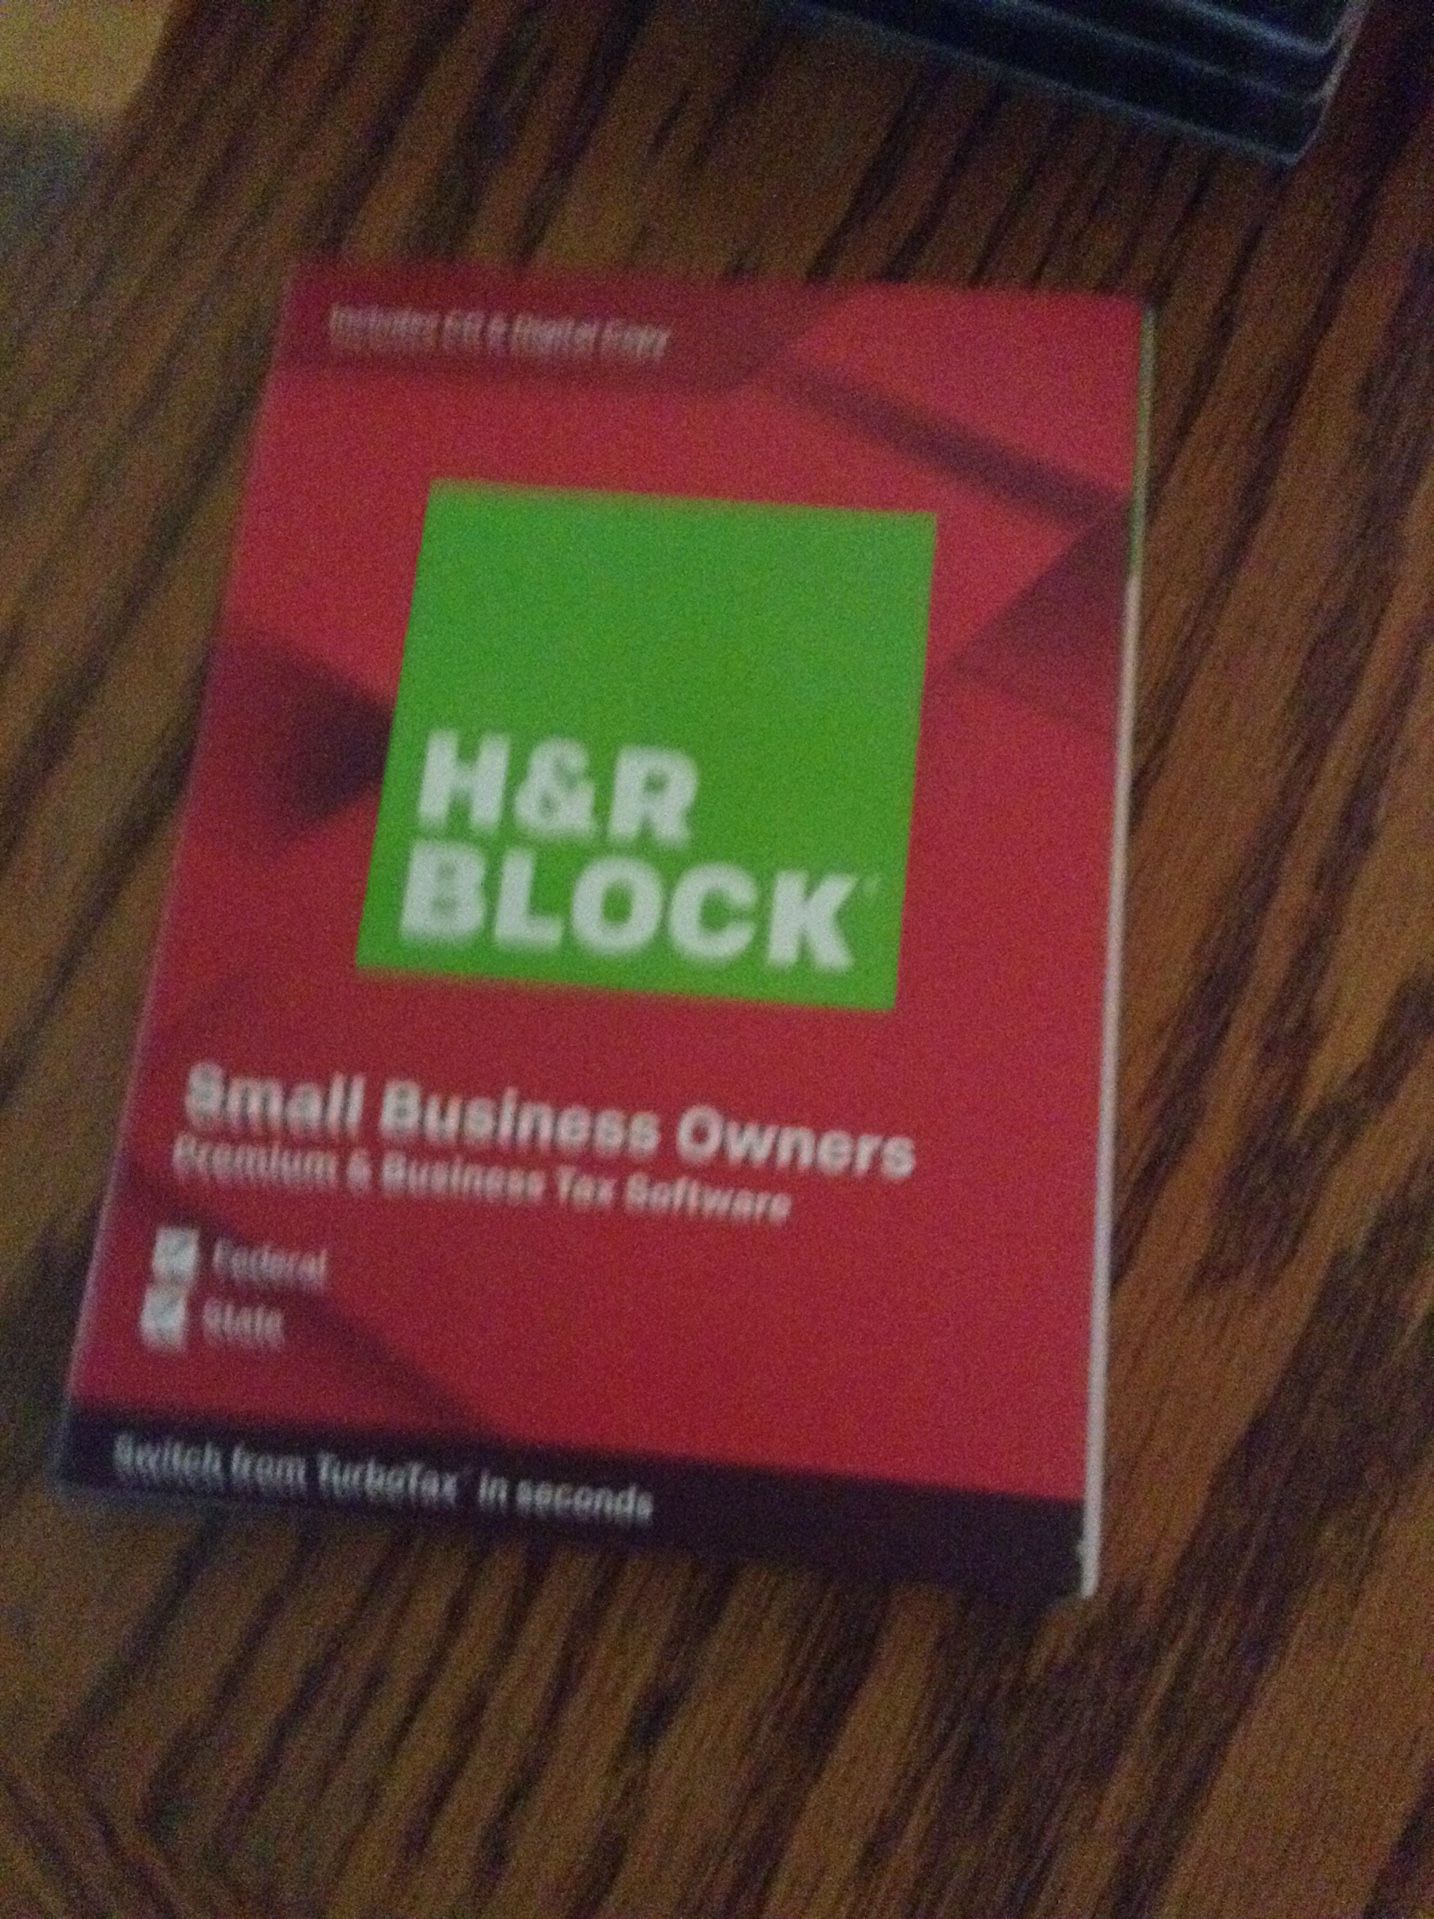 Includes CD & Digital Copy
H&R
BLOCK
Small Business Owners
Premium & Business Tax Software
Federal
State
Switch from TurboTax® in seconds